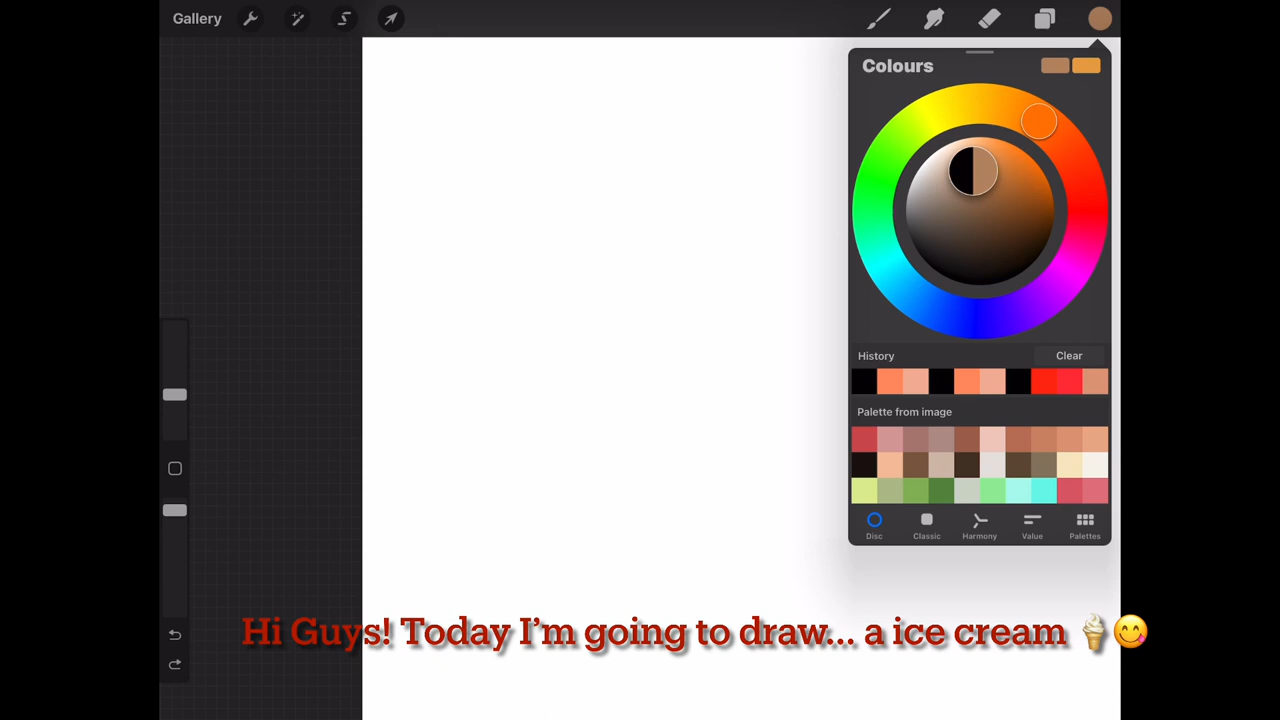 Gallery
Colours
History
Clear
Palette from image
Disc
Classic
Harmony
Value
Palettes
Hi Guys! Today I'm going to draw... a ice cream 🍦😋